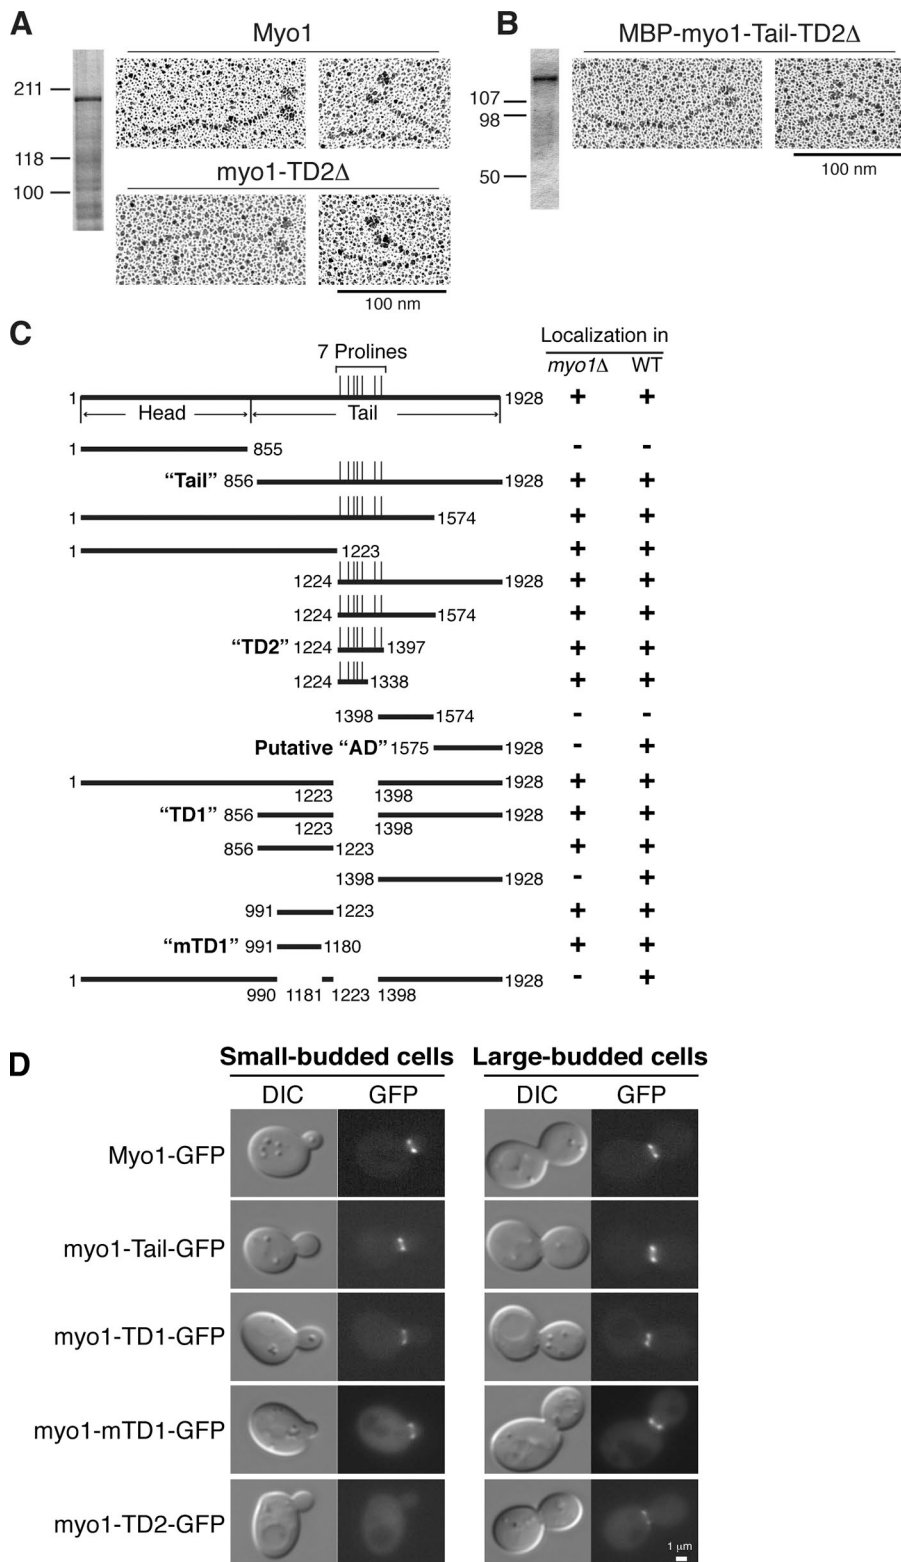 A
Myo1
211
118
100
myo1-TD2Δ
100 nm
B
MBP-myo1-Tail-TD2Δ
107
98
50
100 nm
C
Localization in
myo1Δ WT
7 Prolines
1 1928 + +
Head Tail
1 855 - -
“Tail” 856 1928 + +
1 1574 + +
1 1223 + +
1224 1928 + +
1224 1574 + +
“TD2” 1224 1397 + +
1224 1338 + +
1398 1574 - -
Putative “AD” 1575 1928 - +
1 1223 1398 1928 + +
“TD1” 856 1223 1398 1928 + +
856 1223 + +
1398 1928 - +
991 1223 + +
“mTD1” 991 1180 + +
1 1928 - +
990 1181 1223 1398
D
Small-budded cells Large-budded cells
DIC GFP DIC GFP
Myo1-GFP
myo1-Tail-GFP
myo1-TD1-GFP
myo1-mTD1-GFP
myo1-TD2-GFP
1 μm